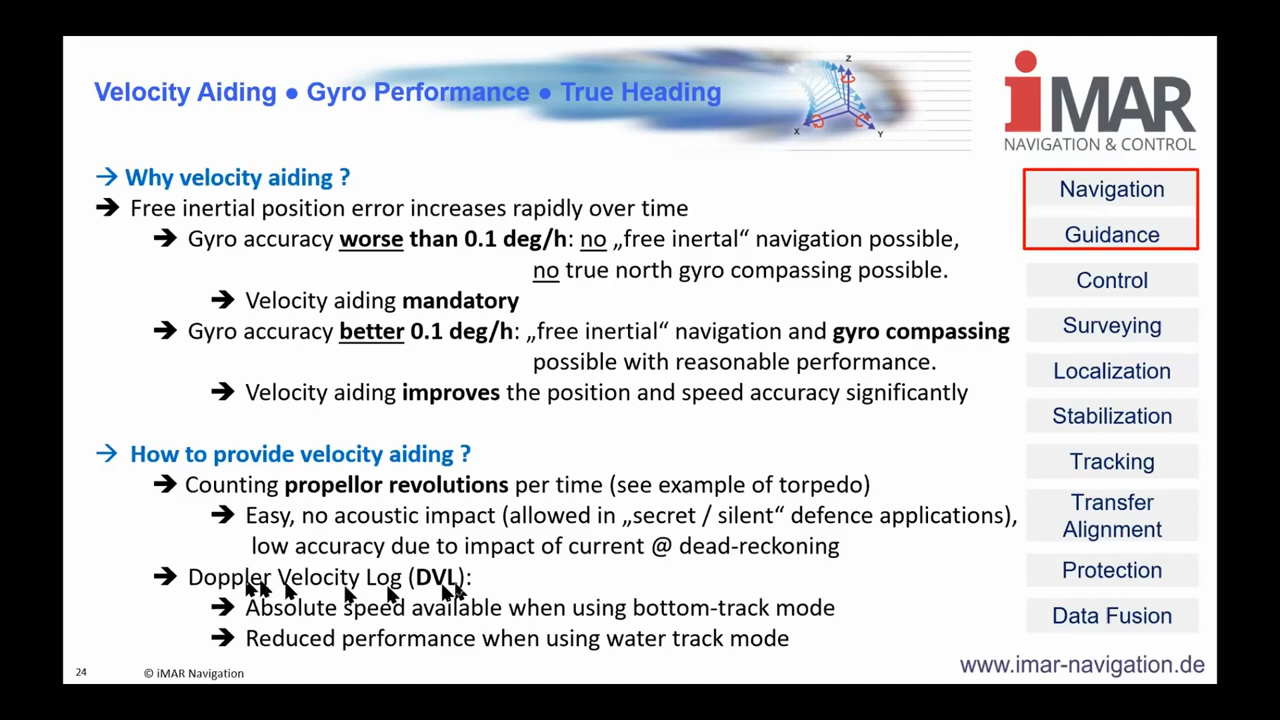 Velocity Aiding ● Gyro Performance ● True Heading
Z
X
Y
iMAR
NAVIGATION & CONTROL
→ Why velocity aiding ?
➔ Free inertial position error increases rapidly over time
➔ Gyro accuracy worse than 0.1 deg/h: no „free inertal“ navigation possible,
no true north gyro compassing possible.
➔ Velocity aiding mandatory
➔ Gyro accuracy better 0.1 deg/h: „free inertial“ navigation and gyro compassing
possible with reasonable performance.
➔ Velocity aiding improves the position and speed accuracy significantly
→ How to provide velocity aiding ?
➔ Counting propellor revolutions per time (see example of torpedo)
➔ Easy, no acoustic impact (allowed in „secret / silent“ defence applications),
low accuracy due to impact of current @ dead-reckoning
➔ Doppler Velocity Log (DVL):
➔ Absolute speed available when using bottom-track mode
➔ Reduced performance when using water track mode
Navigation
Guidance
Control
Surveying
Localization
Stabilization
Tracking
Transfer
Alignment
Protection
Data Fusion
24
© iMAR Navigation
www.imar-navigation.de